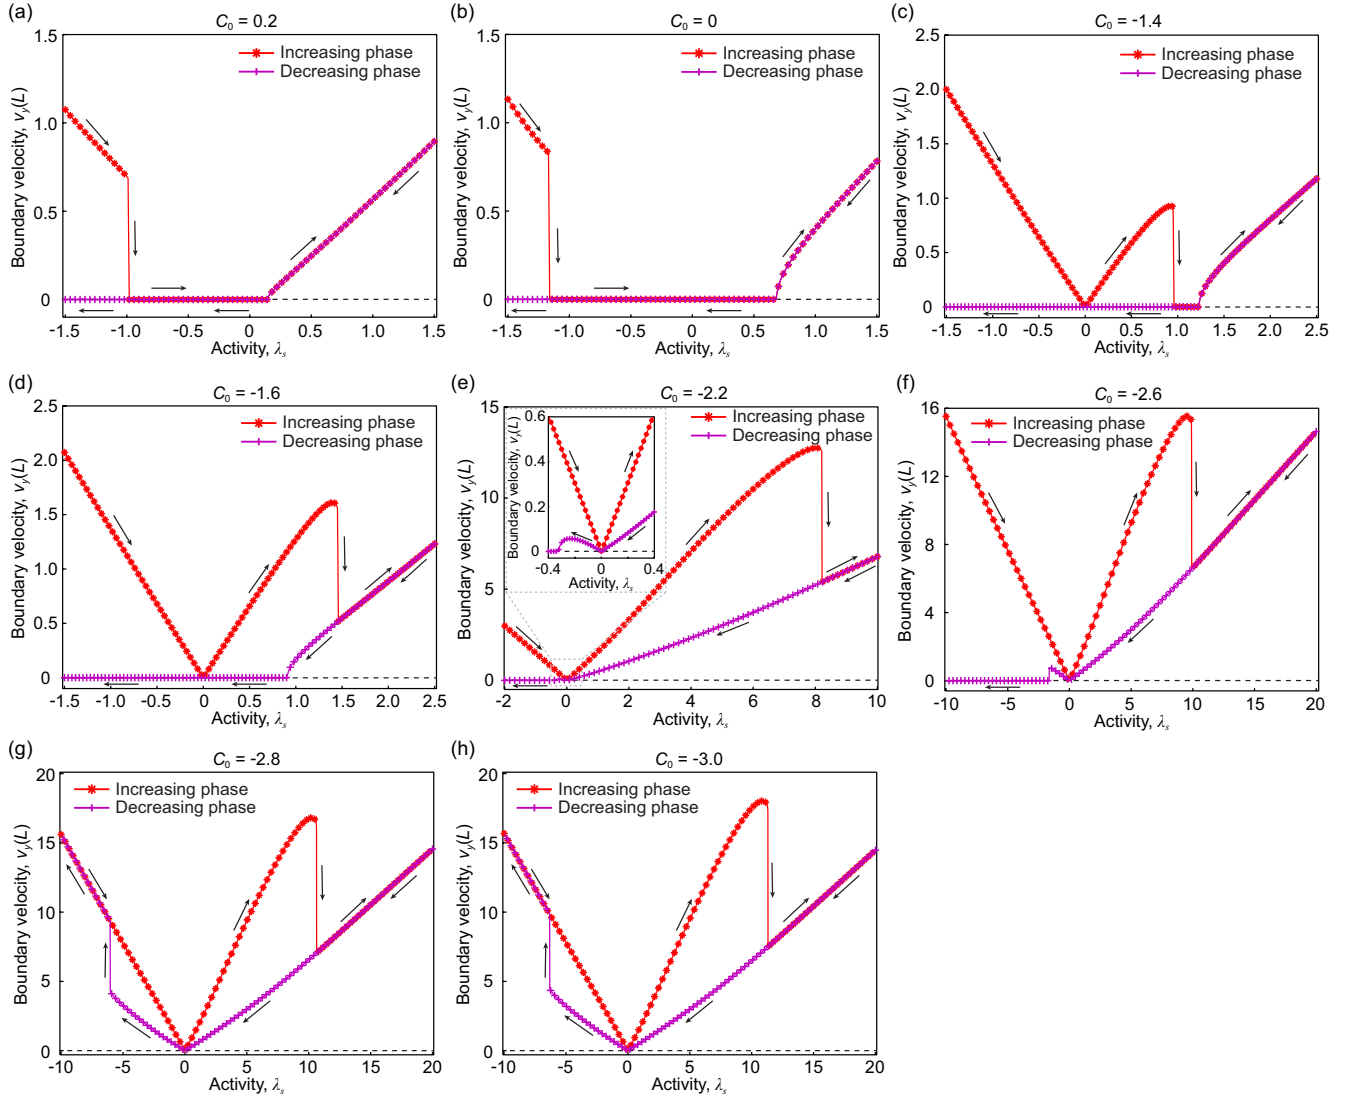 (a)
C0 = 0.2
1.5
1.0
0.5
0
Boundary velocity, vy(L)
Increasing phase
Decreasing phase
-1.5 -1.0 -0.5 0 0.5 1.0 1.5
Activity, λs
(b)
C0 = 0
1.5
1.0
0.5
0
Boundary velocity, vy(L)
Increasing phase
Decreasing phase
-1.5 -1.0 -0.5 0 0.5 1.0 1.5
Activity, λs
(c)
C0 = -1.4
2.5
2.0
1.5
1.0
0.5
0
Boundary velocity, vy(L)
Increasing phase
Decreasing phase
-1.5 -1.0 -0.5 0 0.5 1.0 1.5 2.0 2.5
Activity, λs
(d)
C0 = -1.6
2.5
2.0
1.5
1.0
0.5
0
Boundary velocity, vy(L)
Increasing phase
Decreasing phase
-1.5 -1.0 -0.5 0 0.5 1.0 1.5 2.0 2.5
Activity, λs
(e)
C0 = -2.2
15
10
5
0
Boundary velocity, vy(L)
Increasing phase
Decreasing phase
0.6
0.4
0.2
0
Boundary velocity, vy(L)
-0.4 0 0.4
Activity, λs
-2 0 2 4 6 8 10
Activity, λs
(f)
C0 = -2.6
16
12
8
4
0
Boundary velocity, vy(L)
Increasing phase
Decreasing phase
-10 -5 0 5 10 15 20
Activity, λs
(g)
C0 = -2.8
20
15
10
5
0
Boundary velocity, vy(L)
Increasing phase
Decreasing phase
-10 -5 0 5 10 15 20
Activity, λs
(h)
C0 = -3.0
20
15
10
5
0
Boundary velocity, vy(L)
Increasing phase
Decreasing phase
-10 -5 0 5 10 15 20
Activity, λs